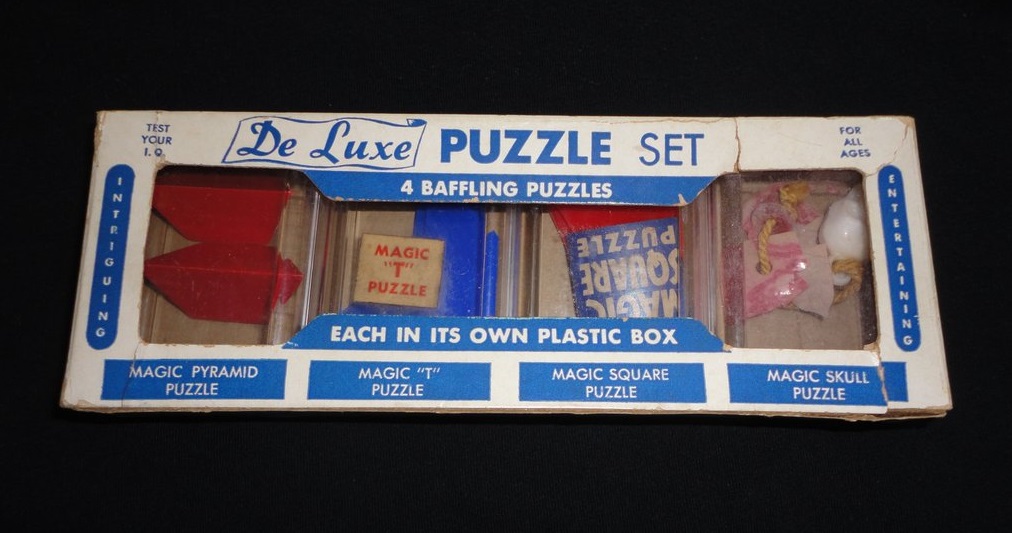 TEST
YOUR
I.Q.
De Luxe PUZZLE SET
FOR
ALL
AGES
4 BAFFLING PUZZLES
INTRIGUING
MAGIC
"T"
PUZZLE
MAGIC
SQUARE
PUZZLE
ENTERTAINING
EACH IN ITS OWN PLASTIC BOX
MAGIC PYRAMID
PUZZLE
MAGIC "T"
PUZZLE
MAGIC SQUARE
PUZZLE
MAGIC SKULL
PUZZLE